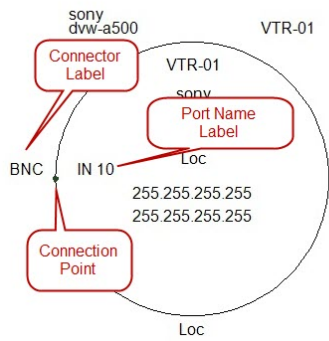 sony
dvw-a500
VTR-01
Connector
Label
VTR-01
sony
Port Name
Label
Loc
BNC
IN 10
255.255.255.255
255.255.255.255
Connection
Point
Loc